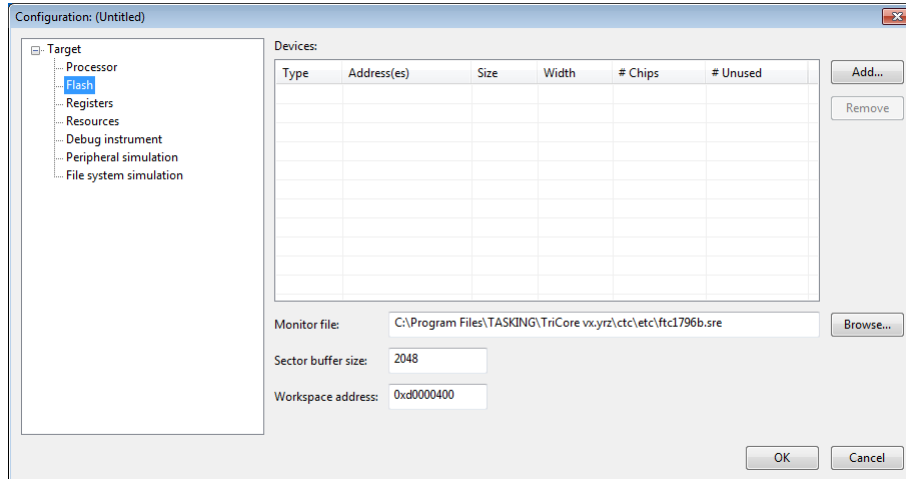 Configuration: (Untitled)
Target
Processor
Flash
Registers
Resources
Debug instrument
Peripheral simulation
File system simulation
Devices:
Type Address(es) Size Width # Chips # Unused
Add...
Remove
Monitor file: C:\Program Files\TASKING\TriCore vx.yrz\ctc\etc\ftc1796b.sre Browse...
Sector buffer size: 2048
Workspace address: 0xd0000400
OK Cancel